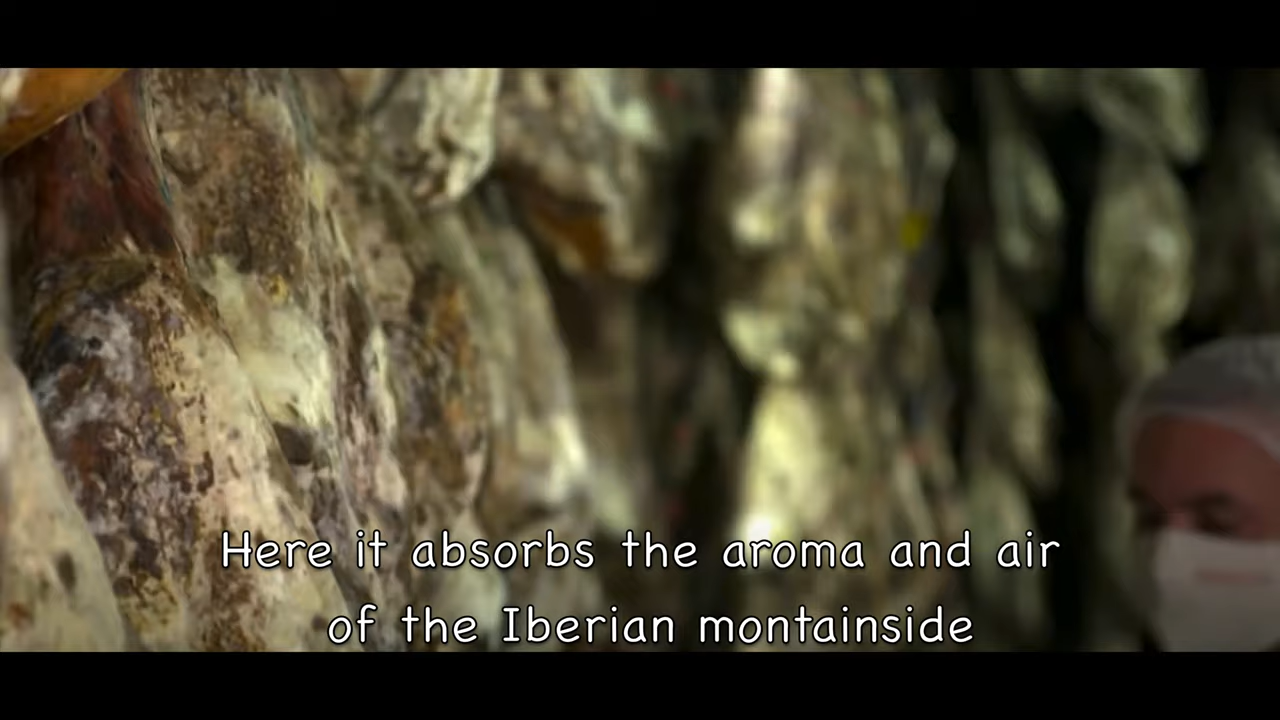 Here it absorbs the aroma and air
of the Iberian montainside